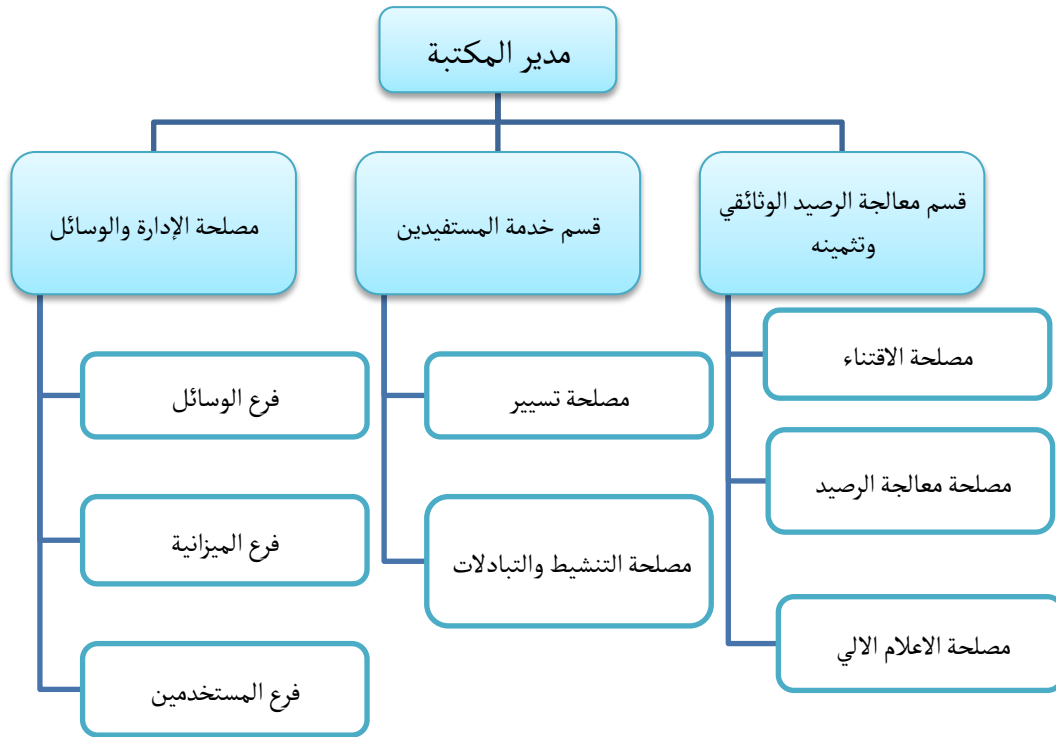 مدير المكتبة
قسم معالجة الرصيد الوثائقي
وتثمينه
مصلحة الاقتناء
مصلحة معالجة الرصيد
مصلحة الاعلام الالي
قسم خدمة المستفيدين
مصلحة تسيير
مصلحة التنشيط والتبادلات
مصلحة الإدارة والوسائل
فرع الوسائل
فرع الميزانية
فرع المستخدمين